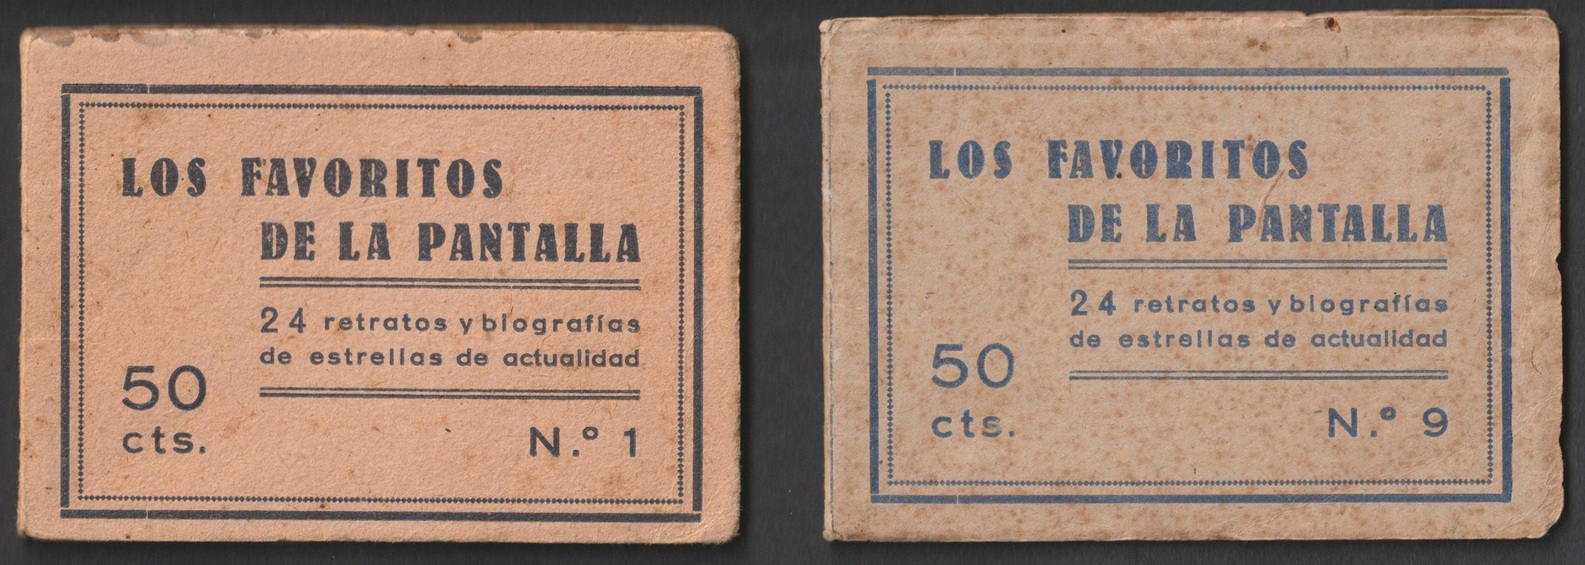 LOS FAVORITOS
DE LA PANTALLA
24 retratos y biografías
de estrellas de actualidad
50
cts.
N.º 1
LOS FAVORITOS
DE LA PANTALLA
24 retratos y biografías
de estrellas de actualidad
50
cts.
N.º 9